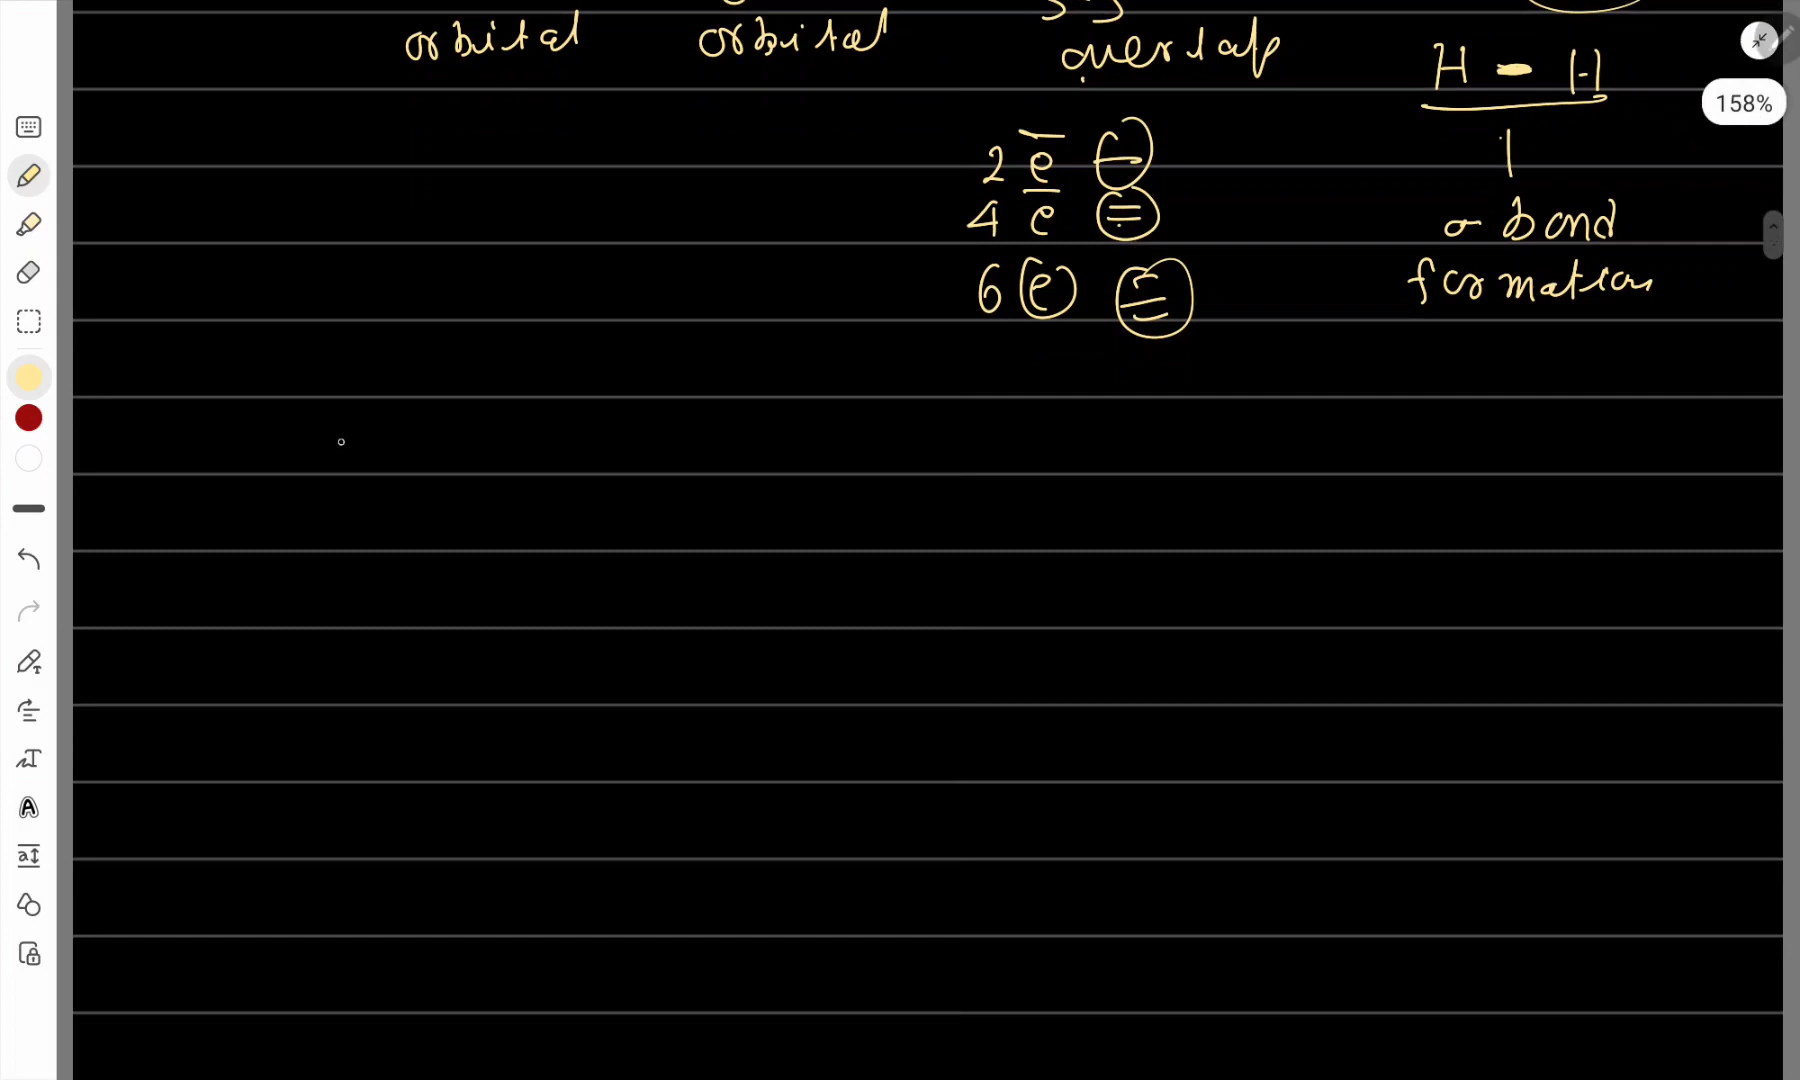 orbital orbital overlap
H - H
2 e̅ -
4 e̅ =
6 e ≡
σ bond
formation
158%